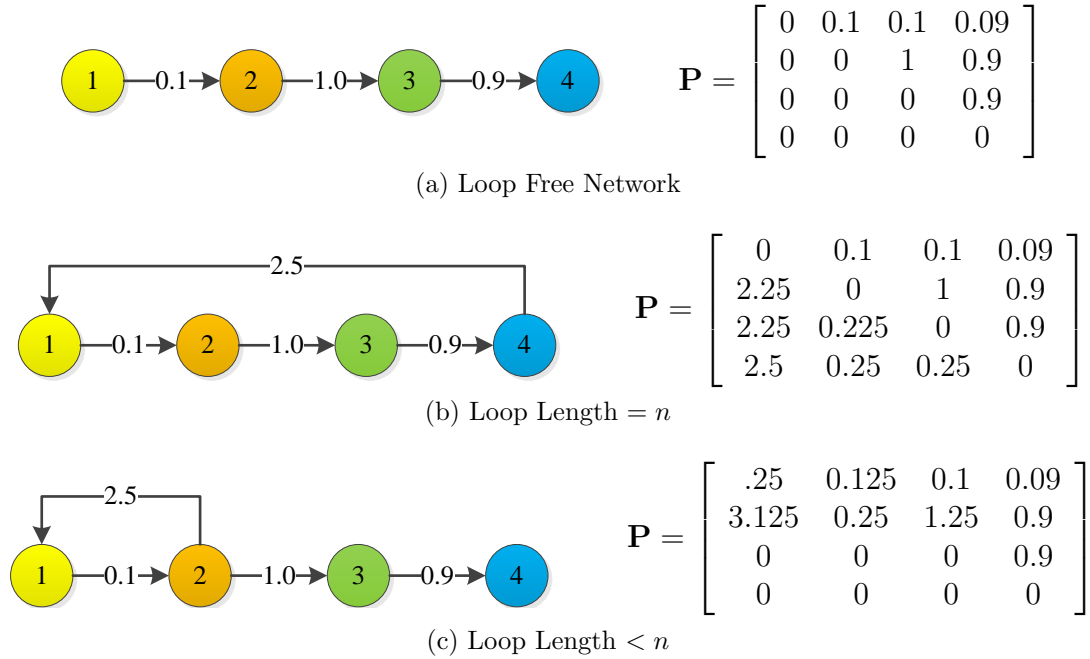 1 0.1 2 1.0 3 0.9 4
P =
0 0.1 0.1 0.09
0 0 1 0.9
0 0 0 0.9
0 0 0 0
(a) Loop Free Network
2.5
1 0.1 2 1.0 3 0.9 4
P =
0 0.1 0.1 0.09
2.25 0 1 0.9
2.25 0.225 0 0.9
2.5 0.25 0.25 0
(b) Loop Length = n
2.5
1 0.1 2 1.0 3 0.9 4
P =
.25 0.125 0.1 0.09
3.125 0.25 1.25 0.9
0 0 0 0.9
0 0 0 0
(c) Loop Length < n